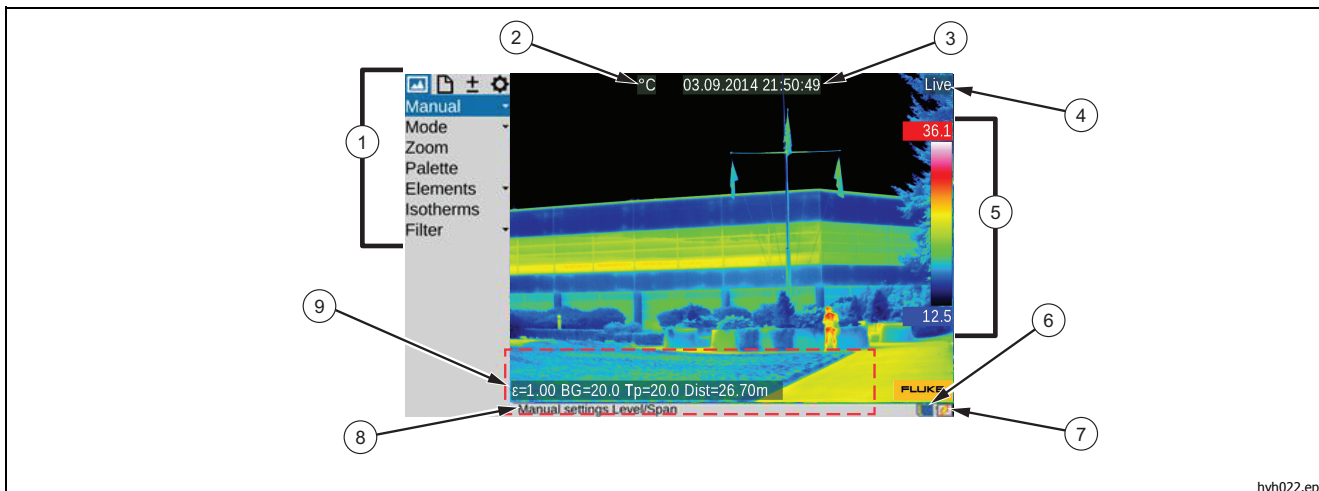 2
3
°C
03.09.2014 21:50:49
Live
4
1
Manual
Mode
Zoom
Palette
Elements
Isotherms
Filter
36.1
5
12.5
9
6
ε=1.00 BG=20.0 Tp=20.0 Dist=26.70m
FLUKE
Manual settings Level/Span
8
7
hyh022.ep